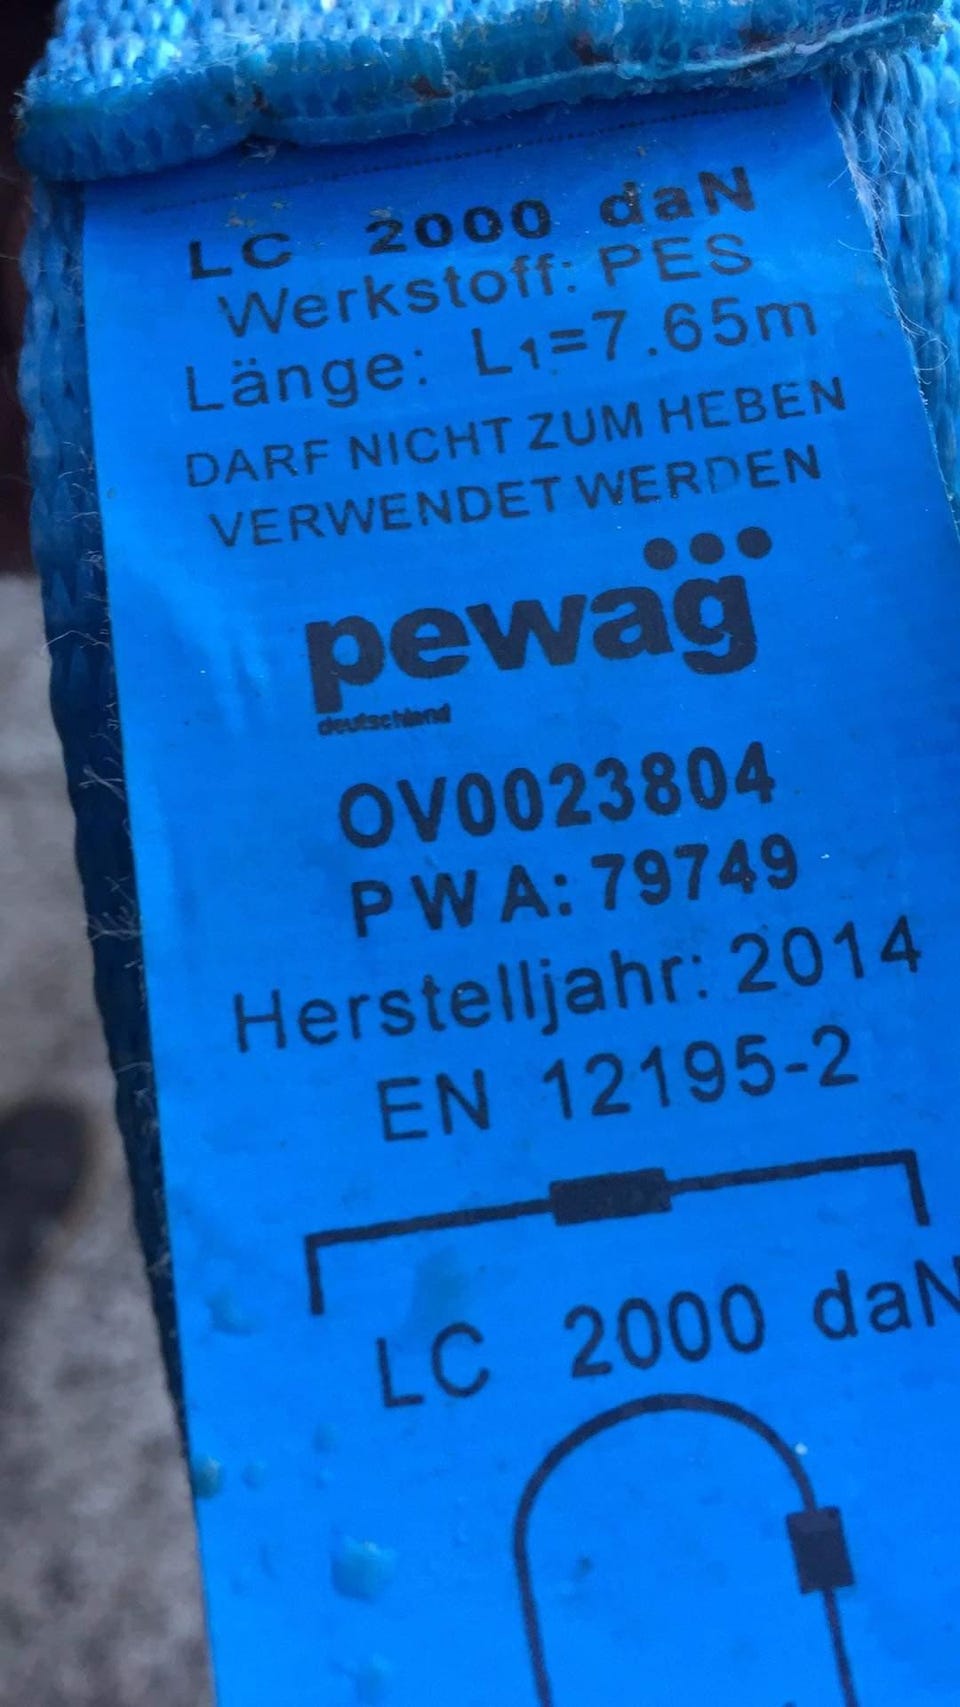 LC 2000 daN
Werkstoff: PES
Länge: L1=7.65m
DARF NICHT ZUM HEBEN
VERWENDET WERDEN
pewag
deutschland
OV0023804
PWA: 79749
Herstelljahr: 2014
EN 12195-2
LC 2000 daN